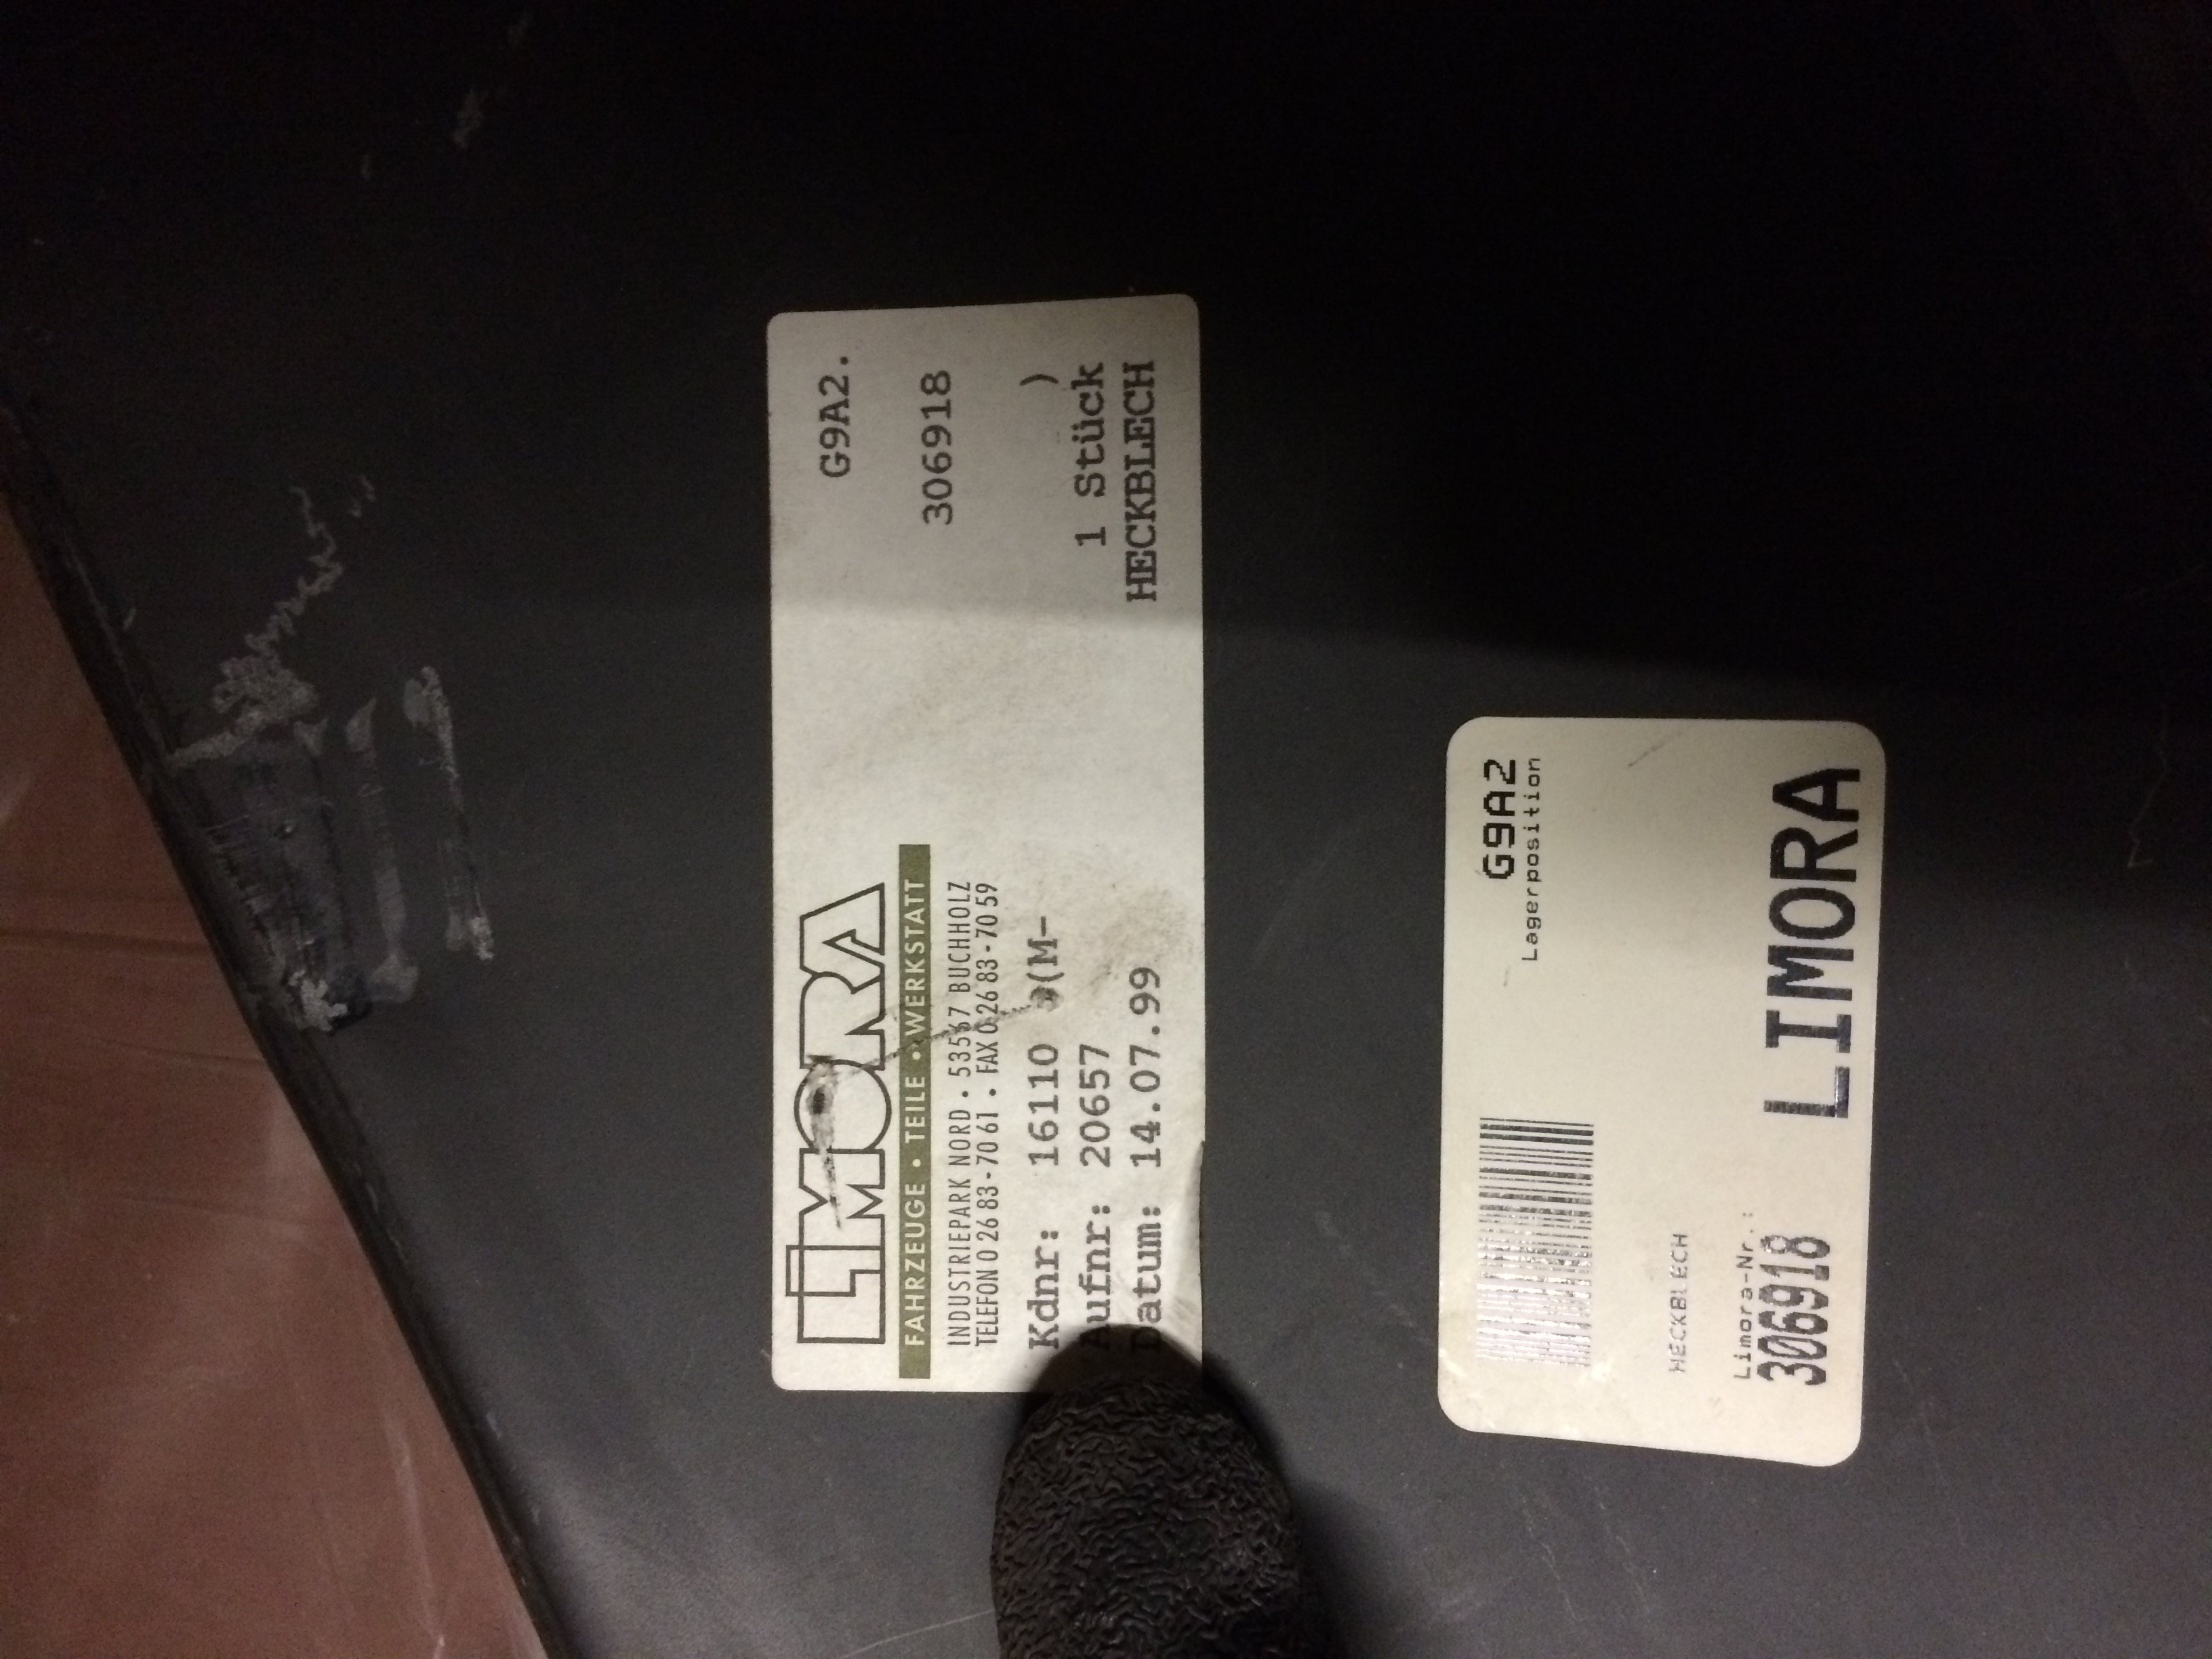 LIMORA
G9A2.
FAHRZEUGE • TEILE • WERKSTATT
306918
INDUSTRIEPARK NORD • 53567 BUCHHOLZ
TELEFON 0 26 83 - 70 61 • FAX 0 26 83 - 70 59
Kdnr: 16110 (M- )
Aufnr: 20657 1 Stück
Datum: 14.07.99 HECKBLECH
G9A2
Lagerposition
HECKBLECH
Limora-Nr.:
306918 LIMORA